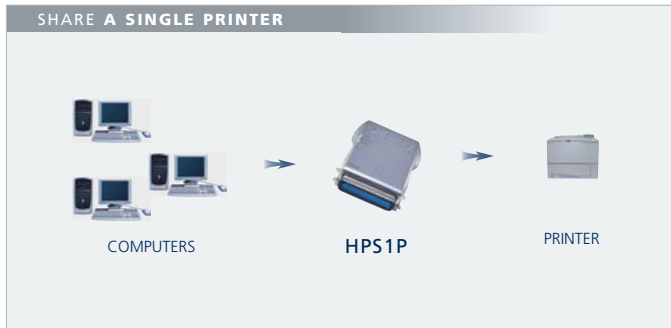 SHARE A SINGLE PRINTER
COMPUTERS
HPS1P
PRINTER